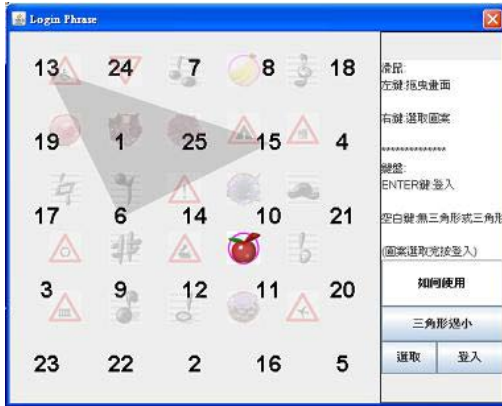 Login Phrase
13 24 7 8 18
19 1 25 15 4
17 6 14 10 21
3 9 12 11 20
23 22 2 16 5
滑鼠:
左鍵:拖曳畫面
右鍵:選取圖案
**************
鍵盤:
ENTER鍵:登入
空白鍵:無三角形或三角形
(圖案選取完按登入)
如何使用
三角形過小
選取 登入